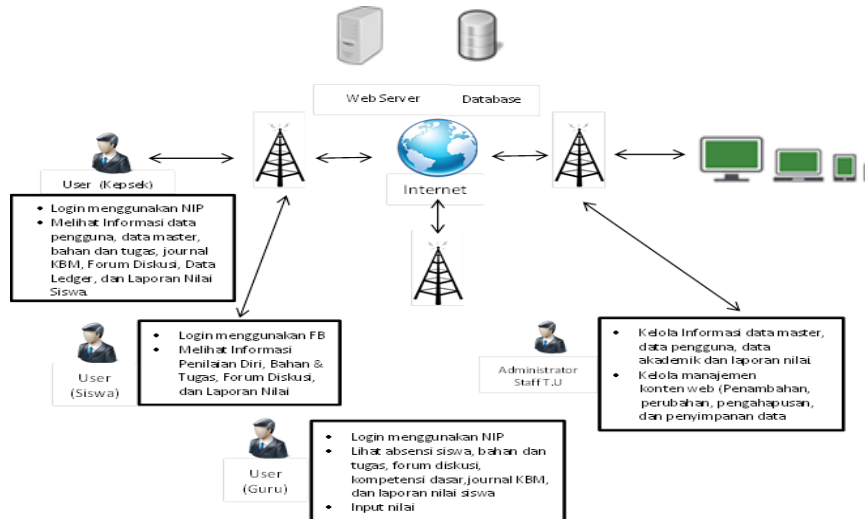 Web Server
Database
User (Kepsek)
Internet
• Login menggunakan NIP
• Melihat Informasi data
pengguna, data master,
bahan dan tugas, journal
KBM, Forum Diskusi, Data
Ledger, dan Laporan Nilai
Siswa.
User
(Siswa)
• Login menggunakan FB
• Melihat Informasi
Penilaian Diri, Bahan &
Tugas, Forum Diskusi,
dan Laporan Nilai
Administrator
Staff T.U
• Kelola Informasi data master,
data pengguna, data
akademik dan laporan nilai.
• Kelola manajemen
konten web (Penambahan,
perubahan, pengahapusan,
dan penyimpanan data
User
(Guru)
• Login menggunakan NIP
• Lihat absensi siswa, bahan dan
tugas, forum diskusi,
kompetensi dasar,journal KBM,
dan laporan nilai siswa
• Input nilai